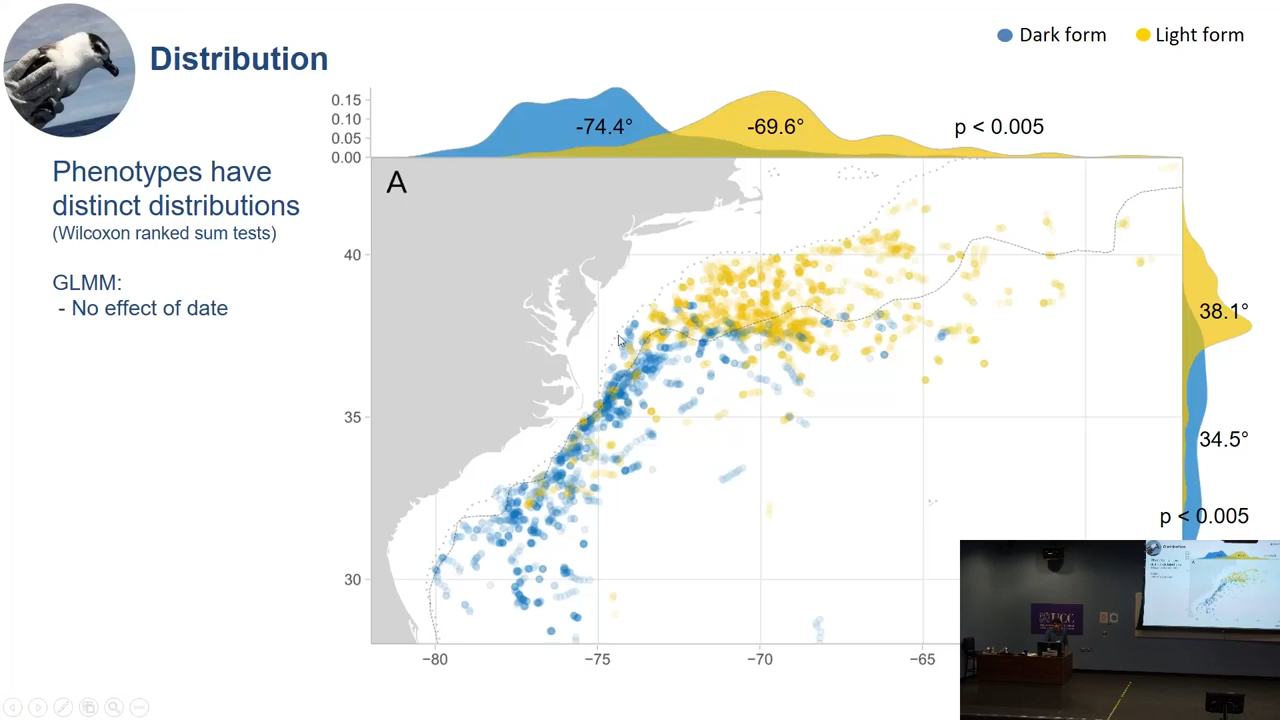 Distribution
Dark form
Light form
Phenotypes have
distinct distributions
(Wilcoxon ranked sum tests)
GLMM:
- No effect of date
0.15
0.10
0.05
0.00
-74.4°
-69.6°
p < 0.005
A
40
35
30
38.1°
34.5°
p < 0.005
−80
−75
−70
−65
UCC
Distribution